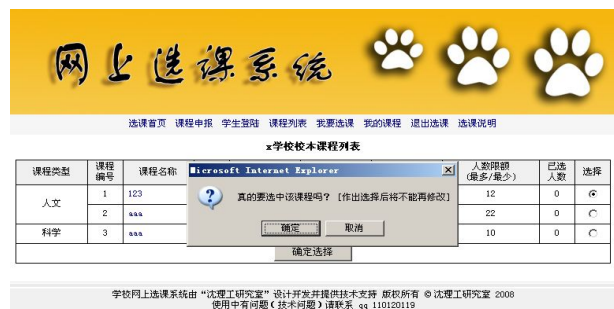 网上选课系统
选课首页 课程申报 学生登陆 课程列表 我要选课 我的课程 退出选课 选课说明
x学校校本课程列表
课程类型 课程编号 课程名称 人数限额(最多/最少) 已选人数 选择
Microsoft Internet Explorer
人文 1 123 12 0
真的要选中该课程吗？ [作出选择后将不能再修改]
2 aaa 22 0
确定 取消
科学 3 aaa 10 0
确定选择
学校网上选课系统由“沈理工研究室”设计开发并提供技术支持 版权所有 ©沈理工研究室 2008
使用中有问题(技术问题)请联系 qq 110120119